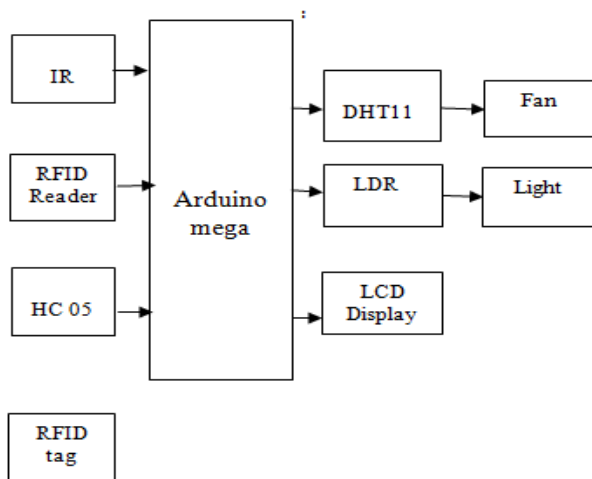 :
IR
RFID
Reader
HC 05
RFID
tag
Arduino
mega
DHT11
Fan
LDR
Light
LCD
Display